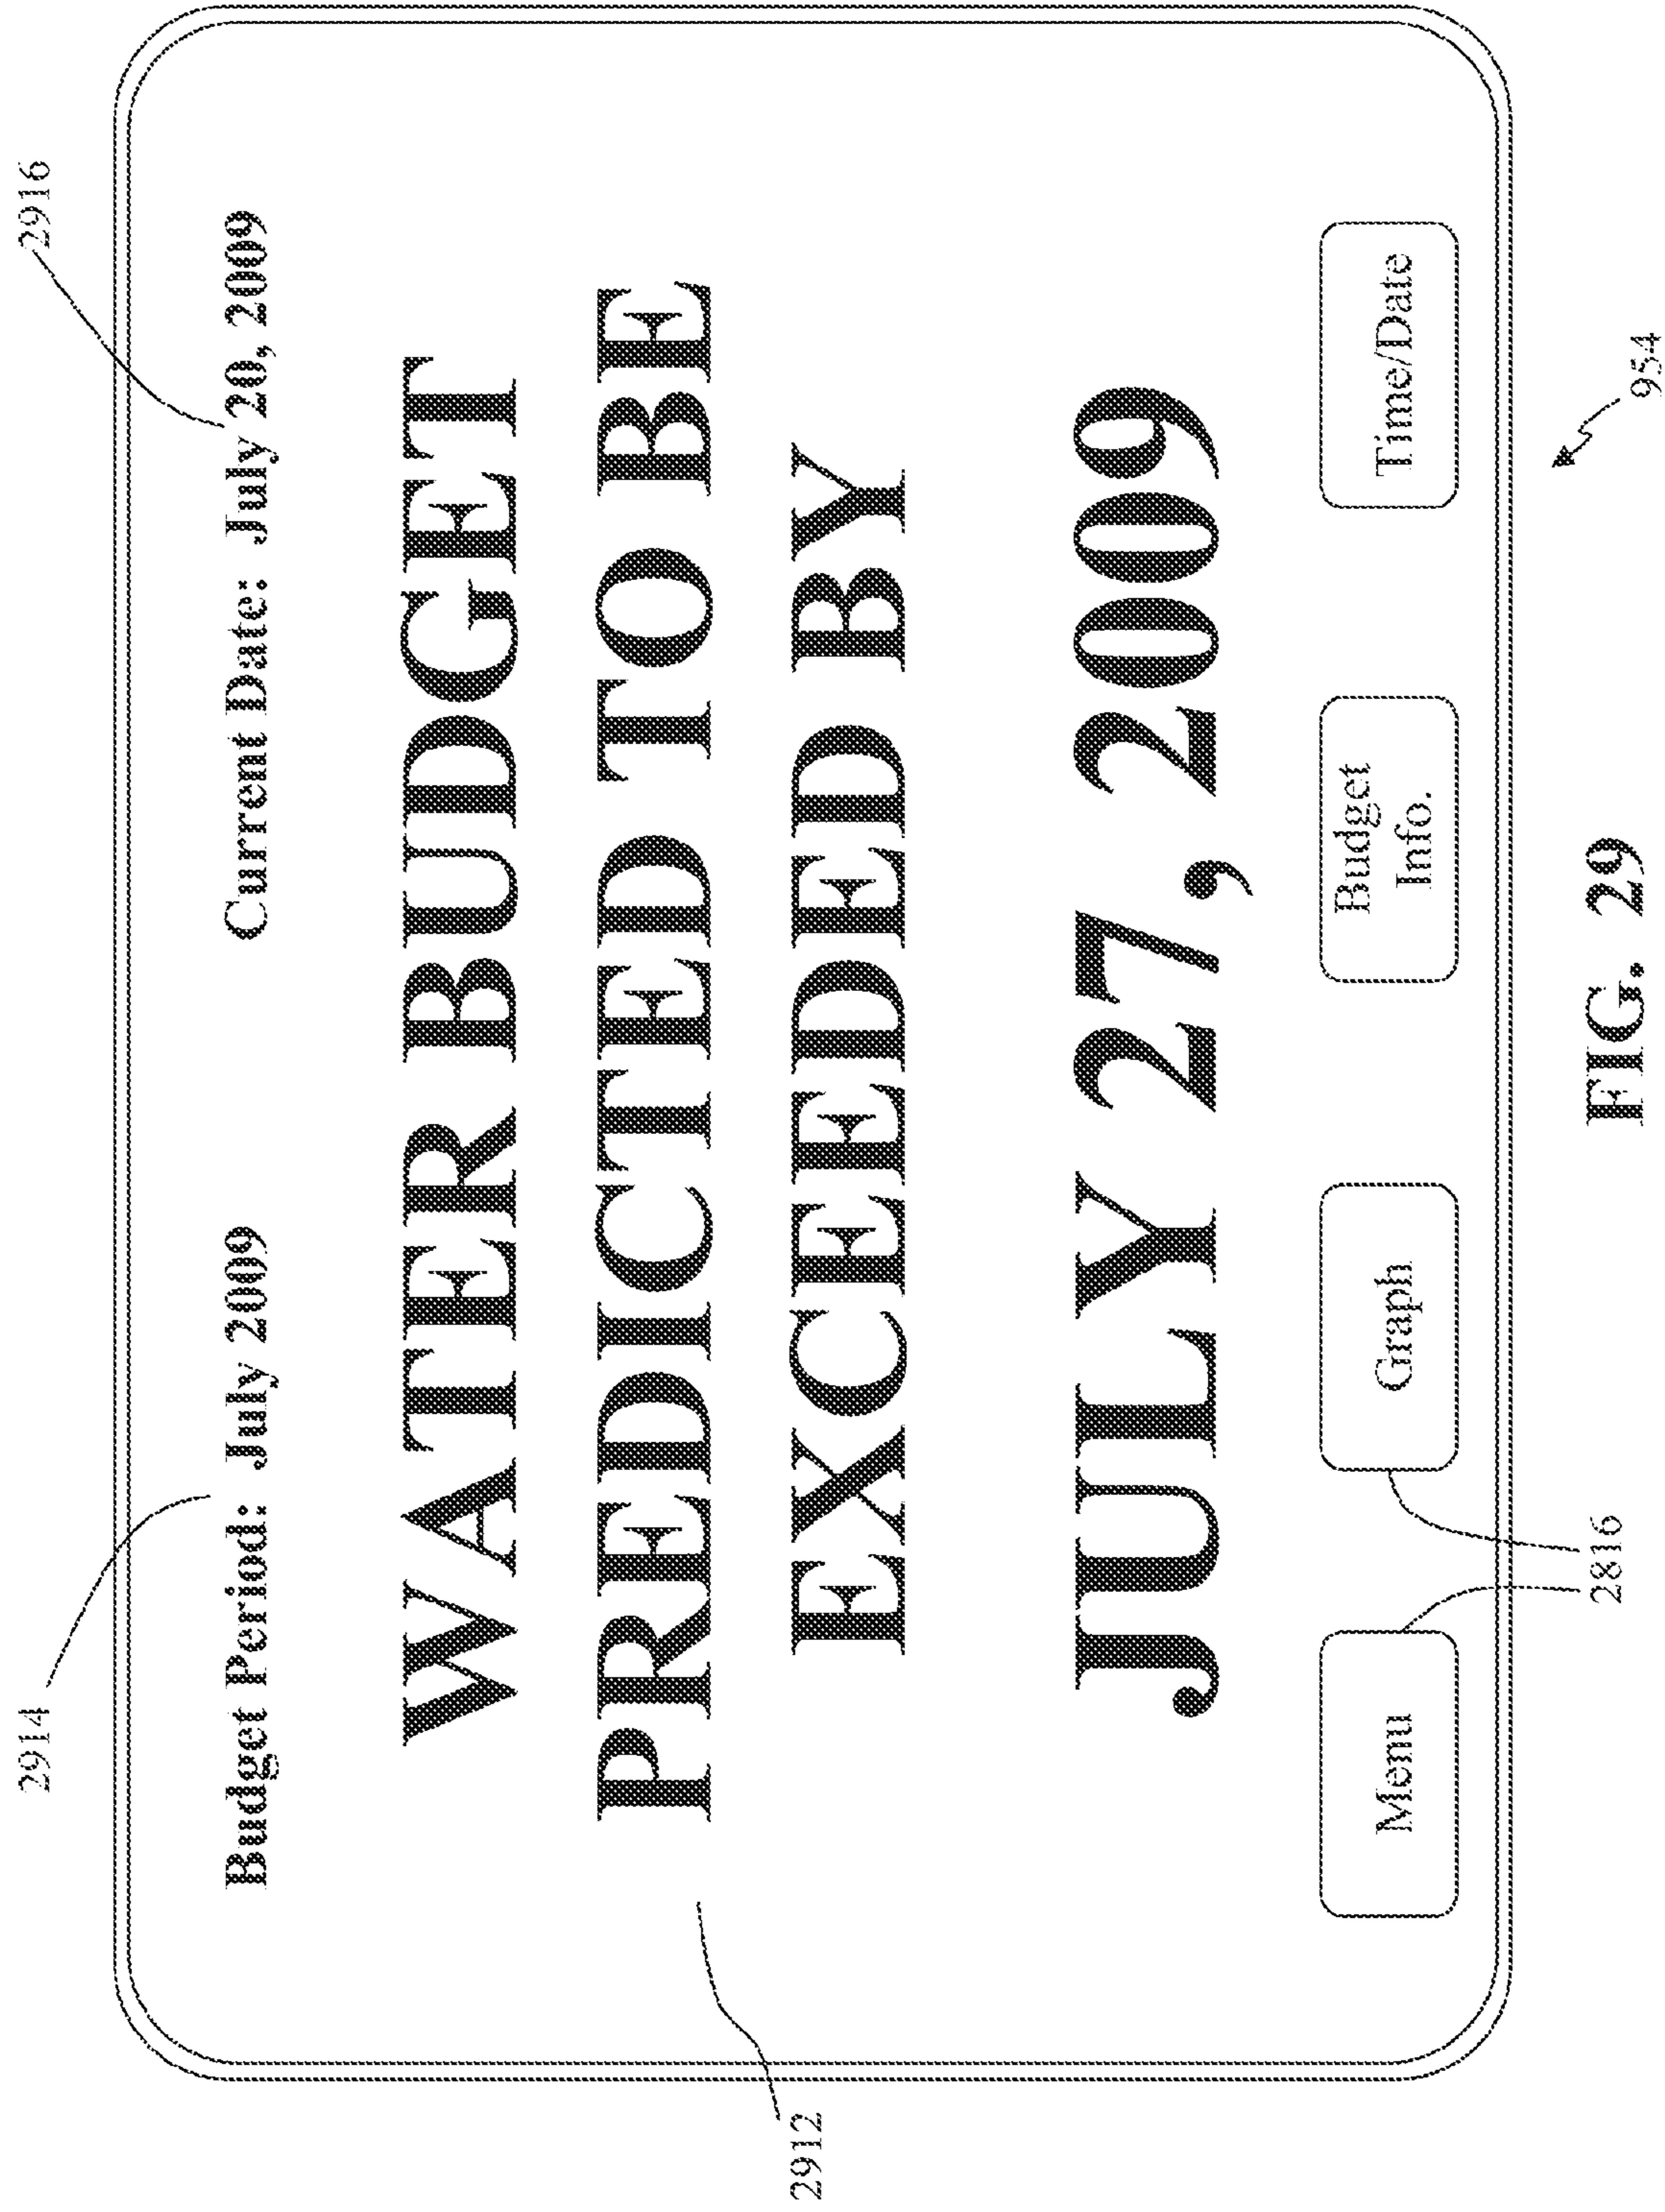 2914
2916
Budget Period: July 2009 Current Date: July 20, 2009
WATER BUDGET
PREDICTED TO BE
EXCEEDED BY
JULY 27, 2009
2912
Menu
Graph
Budget
Info.
Time/Date
2816
954
FIG. 29